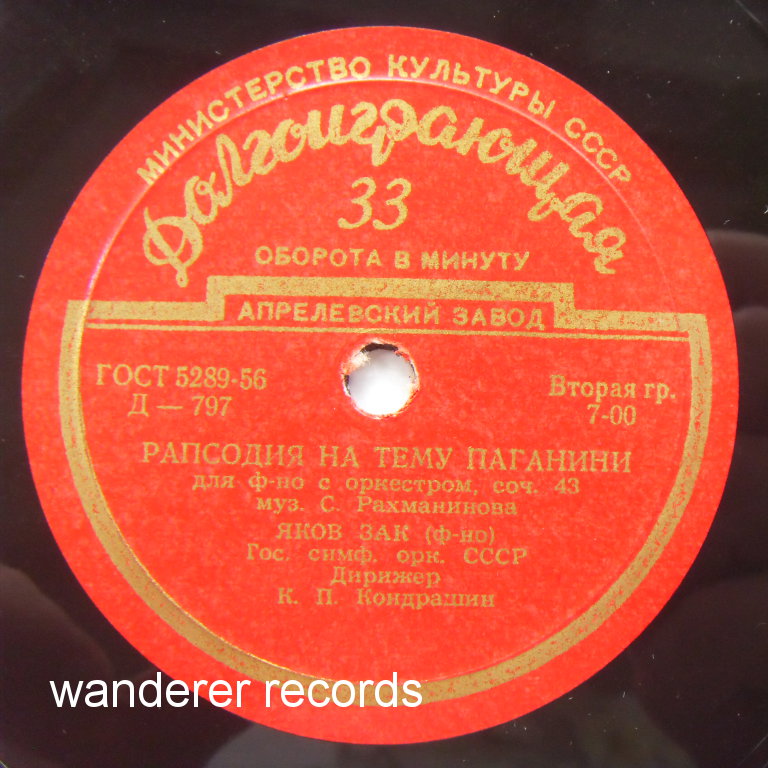 МИНИСТЕРСТВО КУЛЬТУРЫ СССР
Долгоиграющая
33
ОБОРОТА В МИНУТУ
АПРЕЛЕВСКИЙ ЗАВОД
ГОСТ 5289-56
Д — 797
Вторая гр.
7-00
РАПСОДИЯ НА ТЕМУ ПАГАНИНИ
для ф-но с оркестром, соч. 43
муз. С. Рахманинова
ЯКОВ ЗАК (ф-но)
Гос. симф. орк. СССР
Дирижер
К. П. Кондрашин
wanderer records